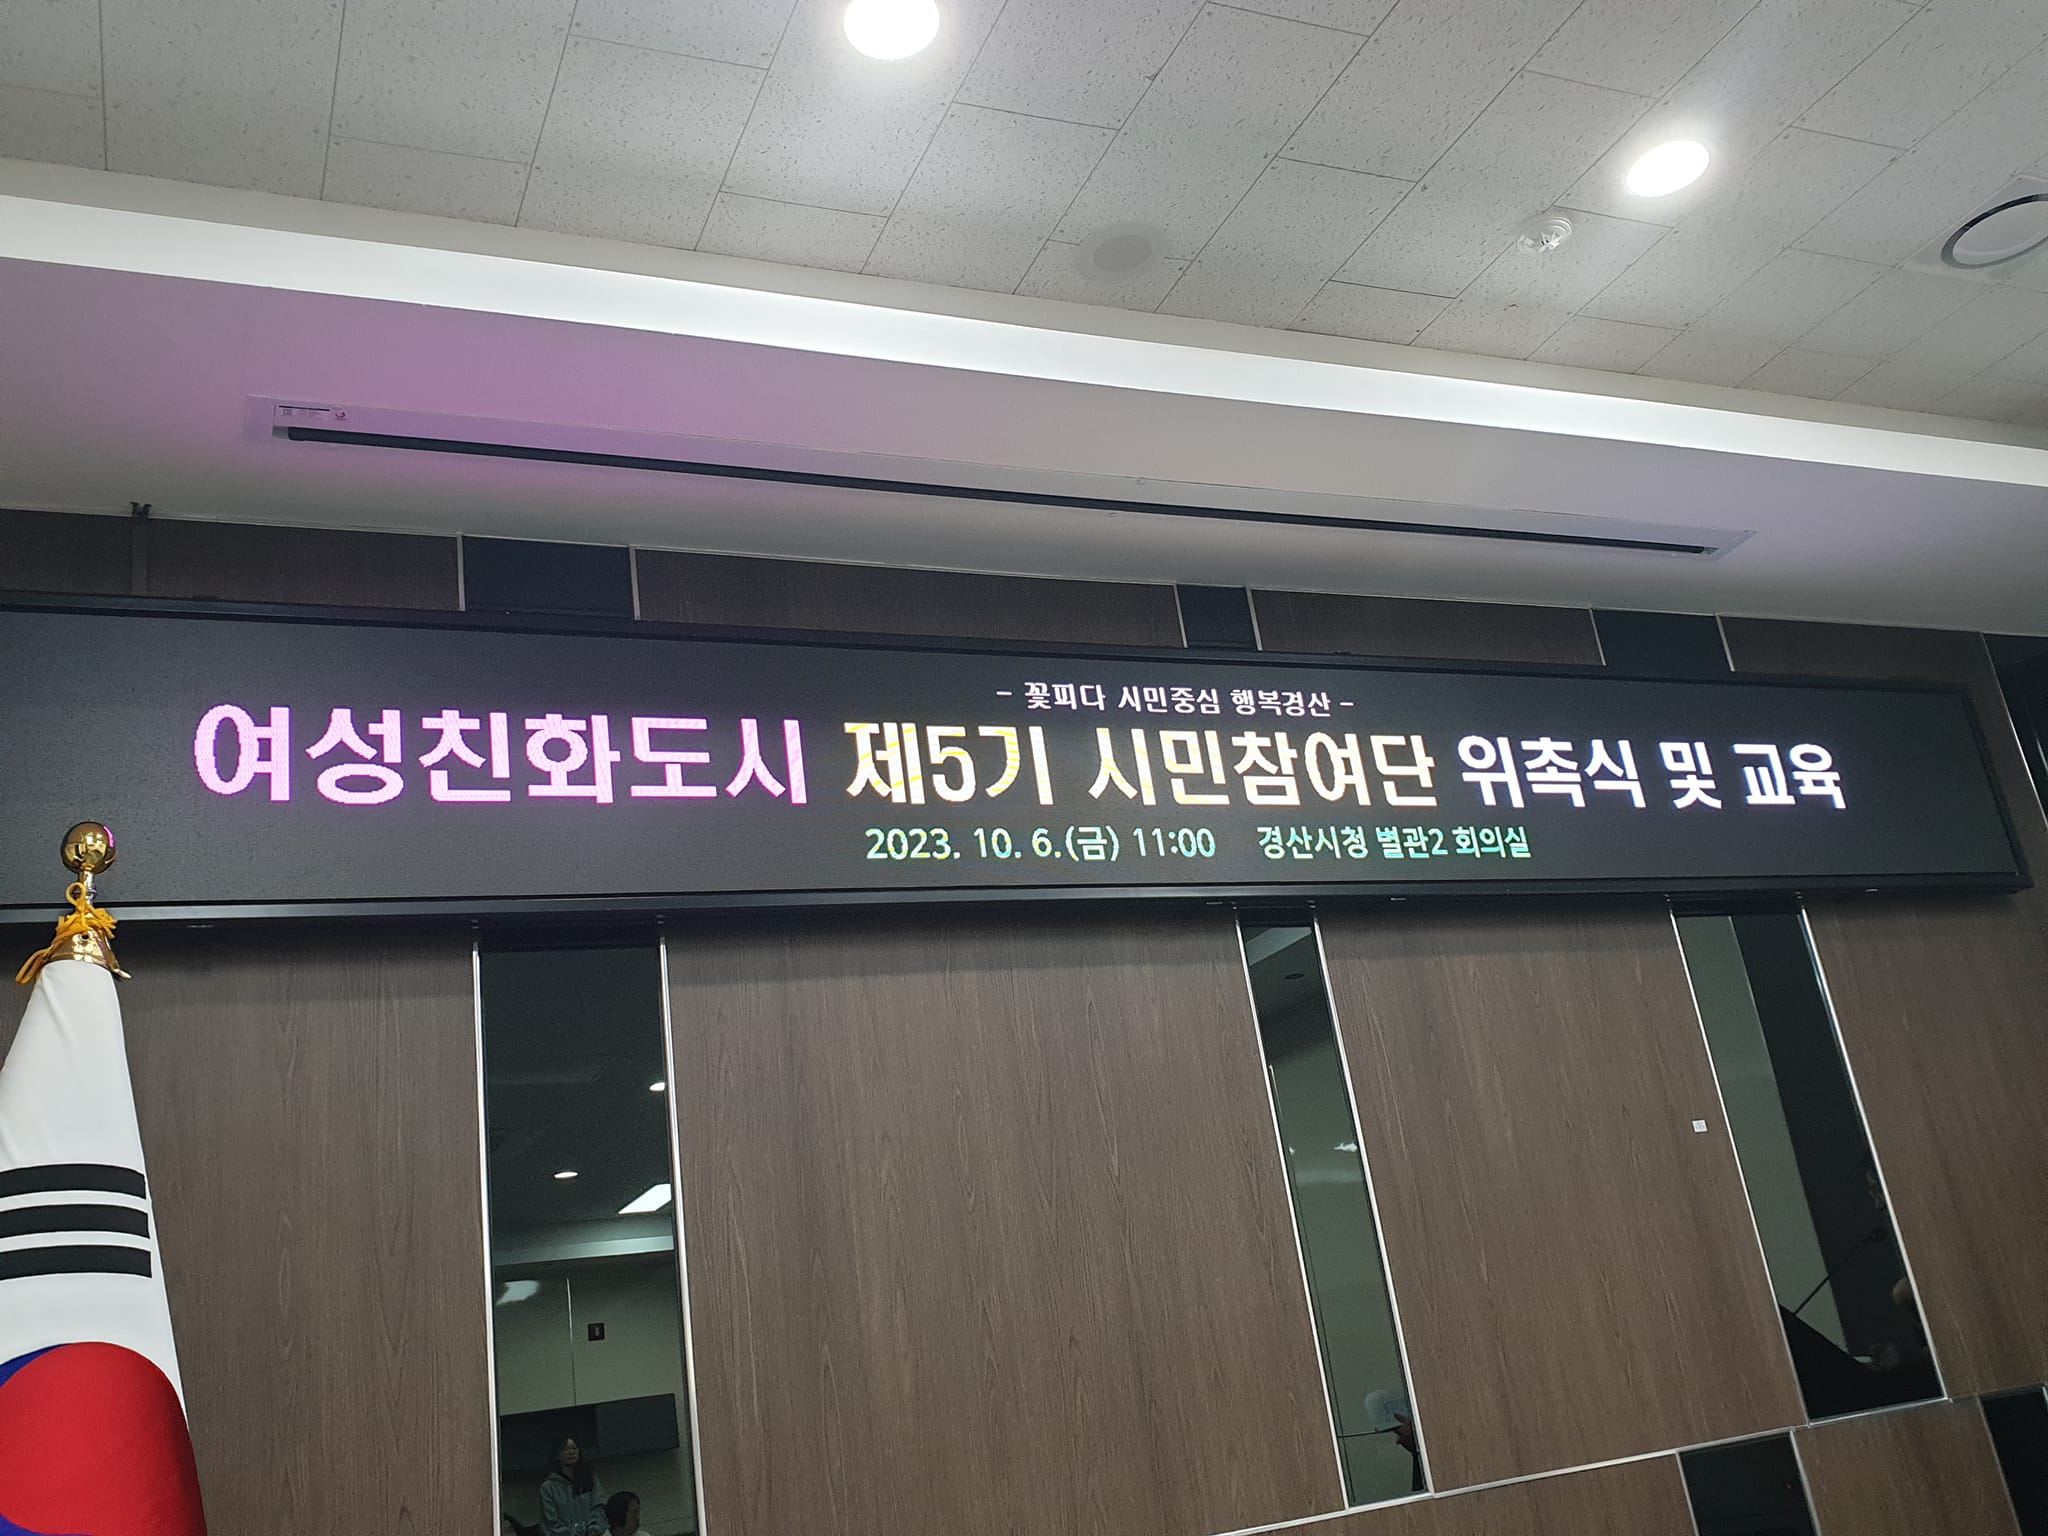 - 꽃피다 시민중심 행복경산 -
여성친화도시 제5기 시민참여단 위촉식 및 교육
2023. 10. 6.(금) 11:00 경산시청 별관2 회의실